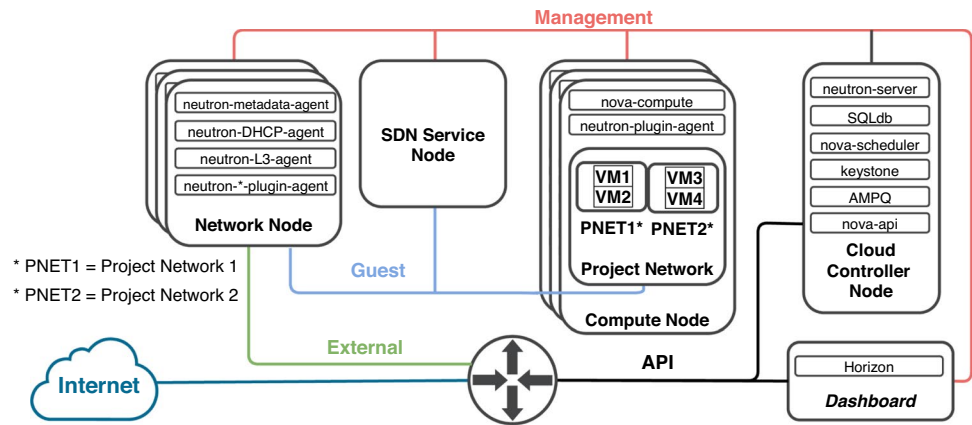 Management
neutron-metadata-agent
neutron-DHCP-agent
neutron-L3-agent
neutron-*-plugin-agent
Network Node
SDN Service
Node
nova-compute
neutron-plugin-agent
VM1
VM2
VM3
VM4
PNET1* PNET2*
Project Network
Compute Node
neutron-server
SQLdb
nova-scheduler
keystone
AMPQ
nova-api
Cloud
Controller
Node
* PNET1 = Project Network 1
* PNET2 = Project Network 2
Guest
External
API
Internet
Horizon
Dashboard